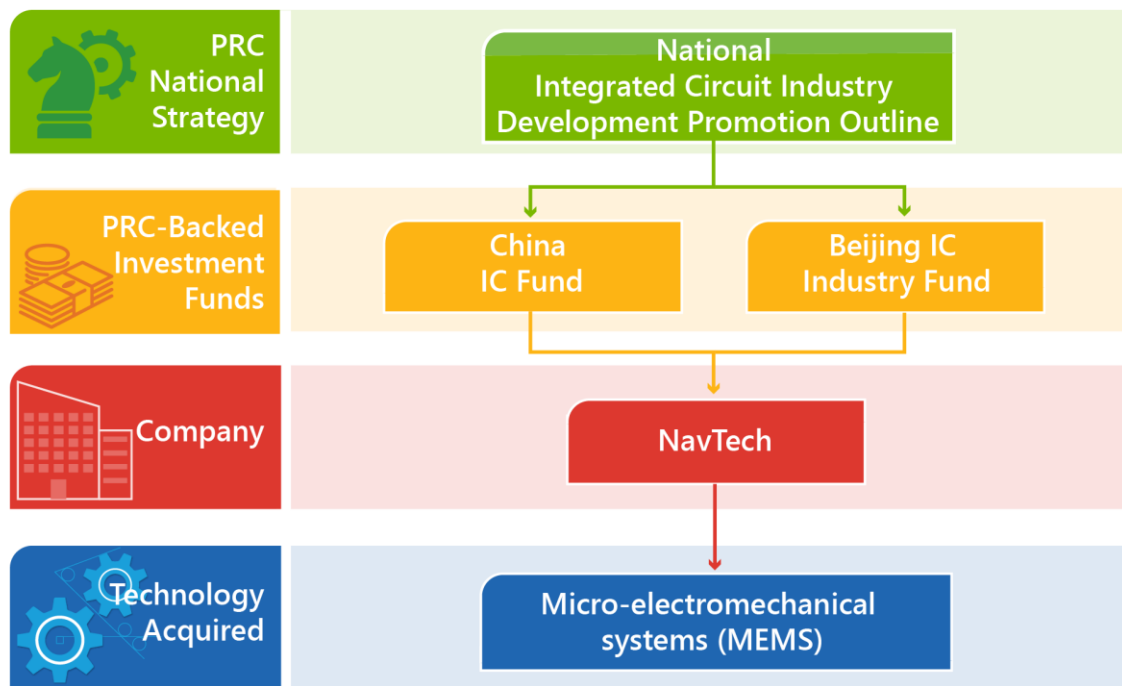 PRC
National
Strategy
National
Integrated Circuit Industry
Development Promotion Outline
PRC-Backed
Investment
Funds
China
IC Fund
Beijing IC
Industry Fund
Company
NavTech
Technology
Acquired
Micro-electromechanical
systems (MEMS)